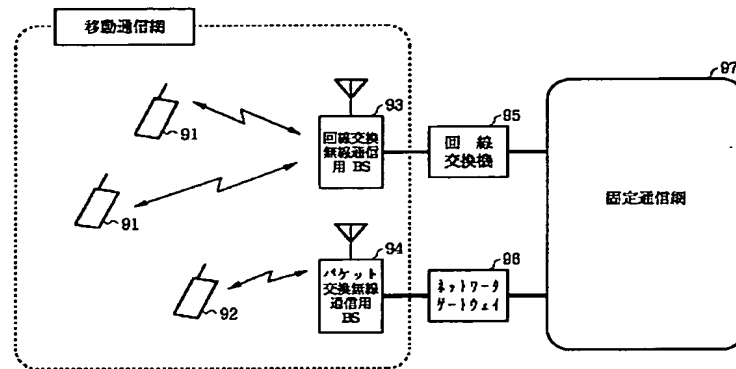 移動通信網
97
93
95
91
回線交換
無線通信
用 BS
回 線
交換機
固定通信網
91
94
96
パケット
交換無線
通信用
BS
ネットワーク
ゲートウェイ
92